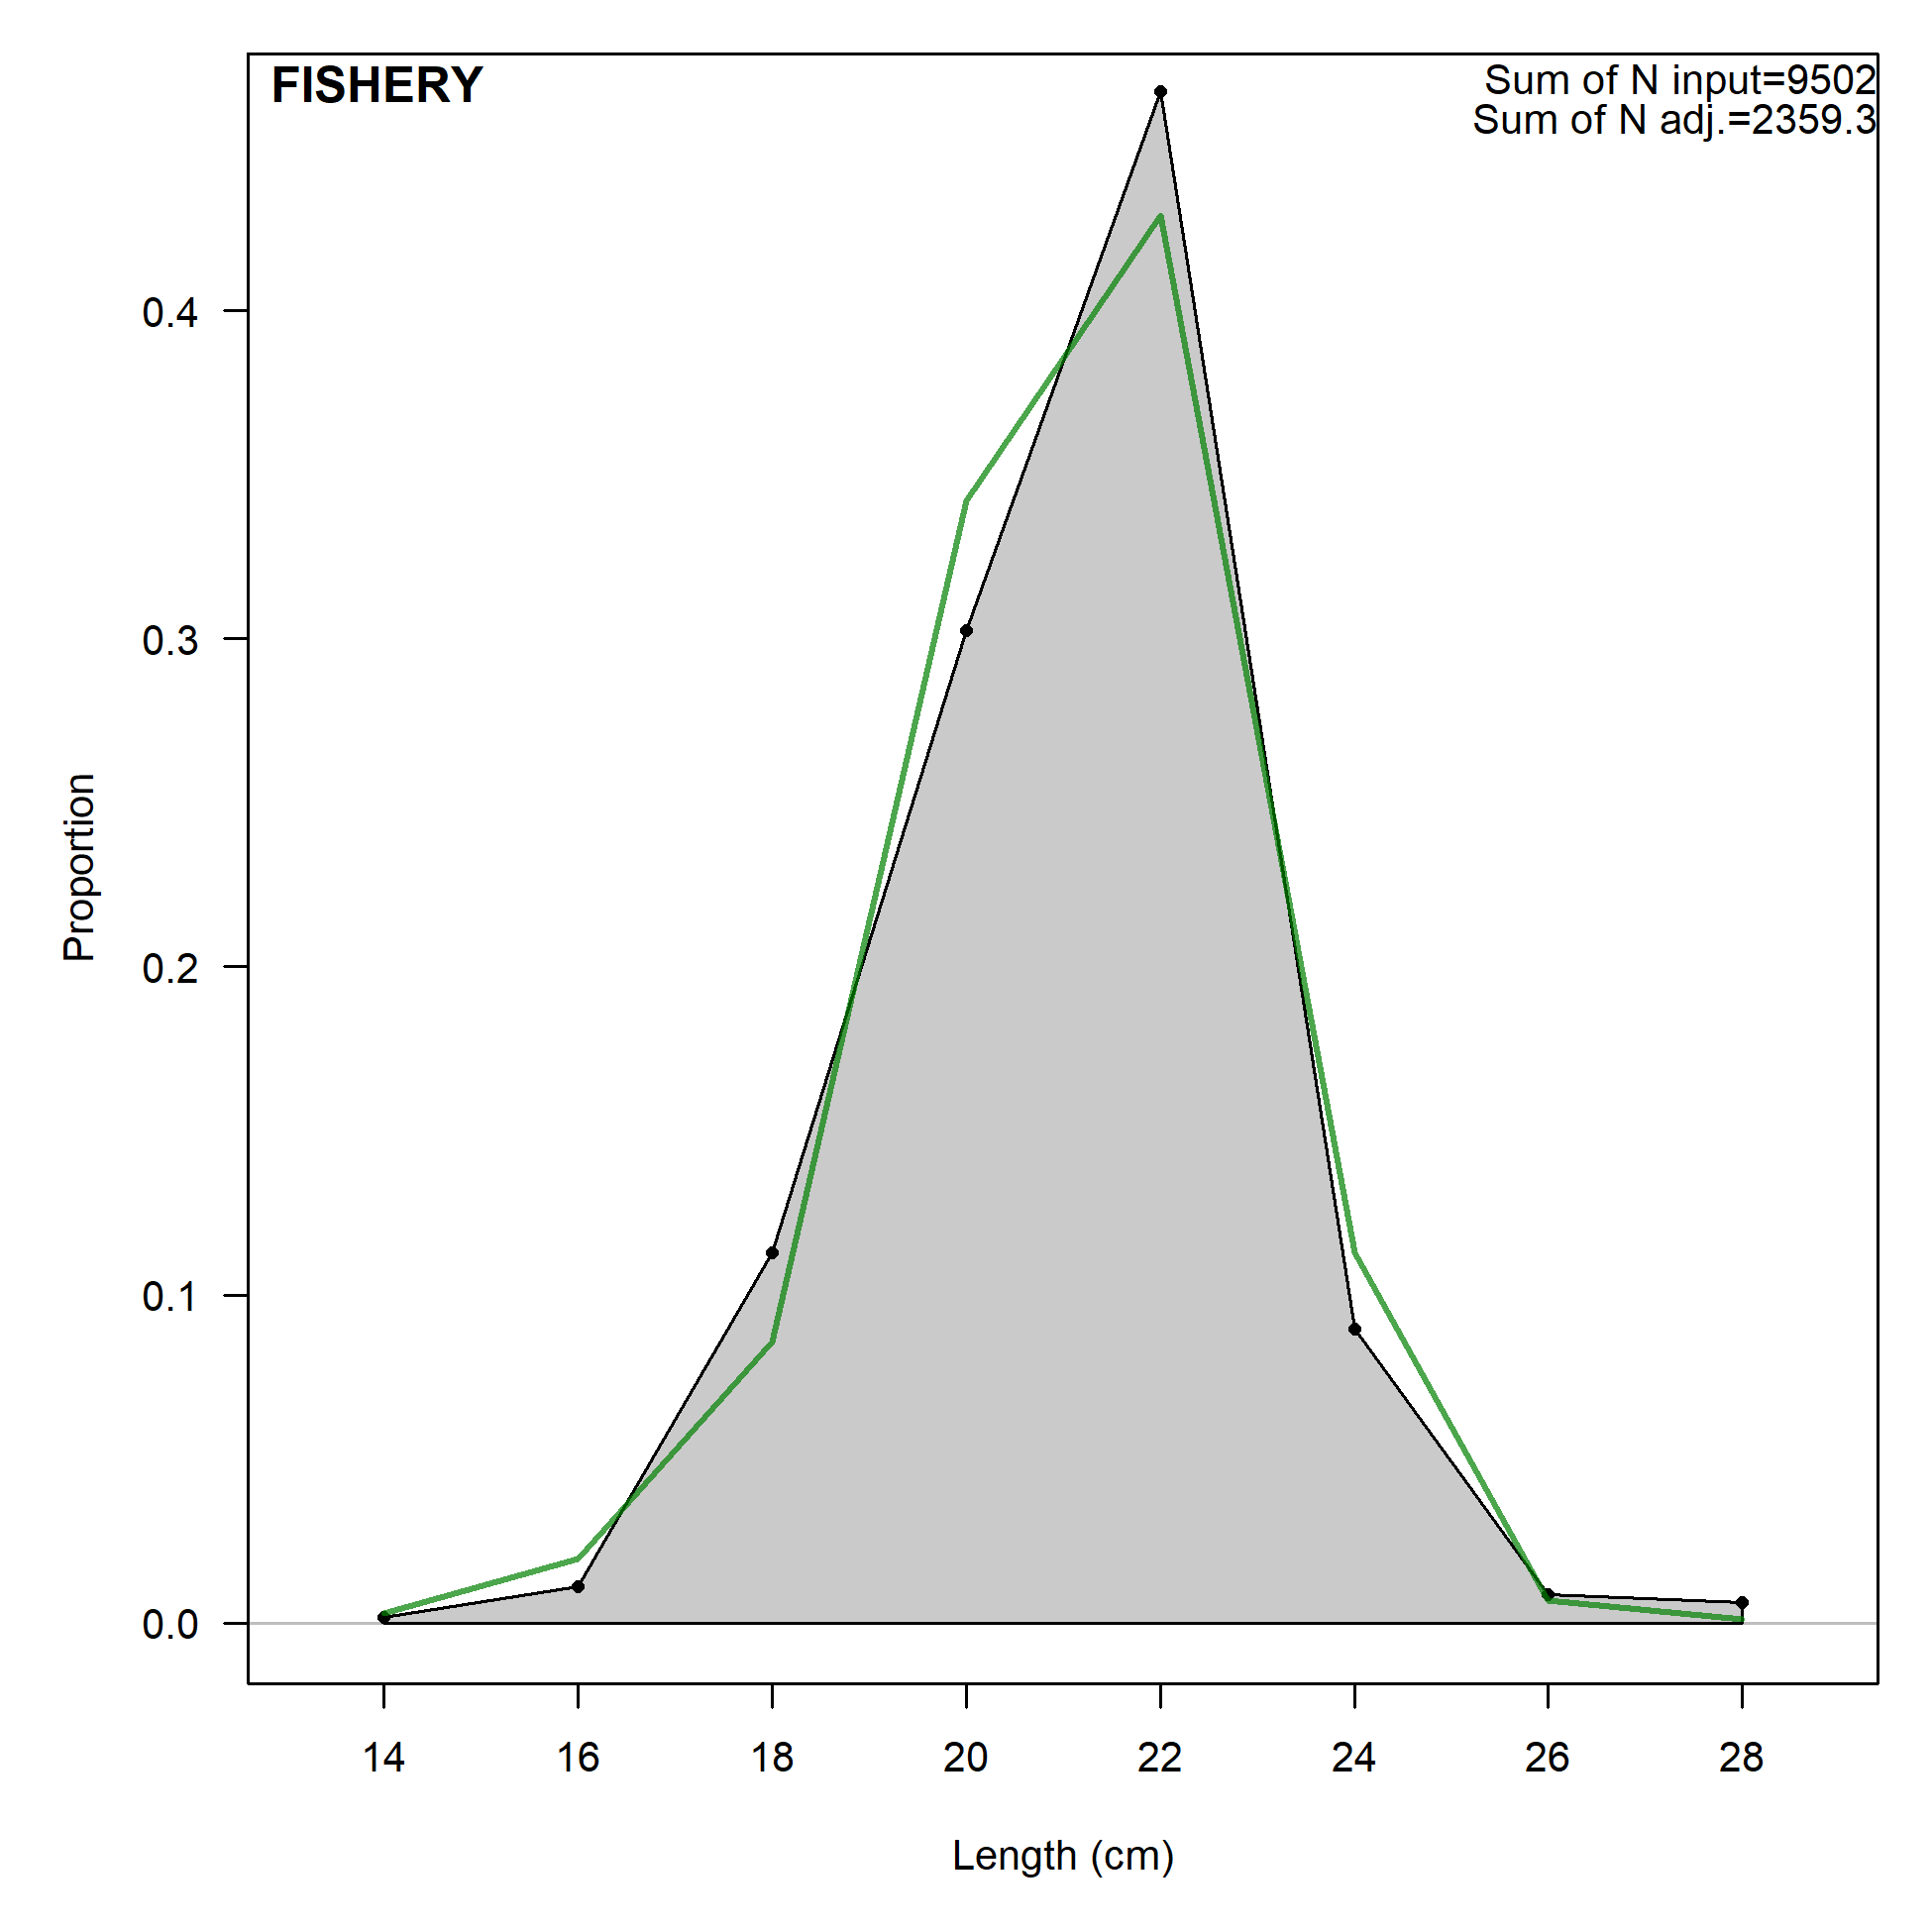 FISHERY
Sum of N input=9502
Sum of N adj.=2359.3
Proportion
0.4
0.3
0.2
0.1
0.0
14 16 18 20 22 24 26 28
Length (cm)